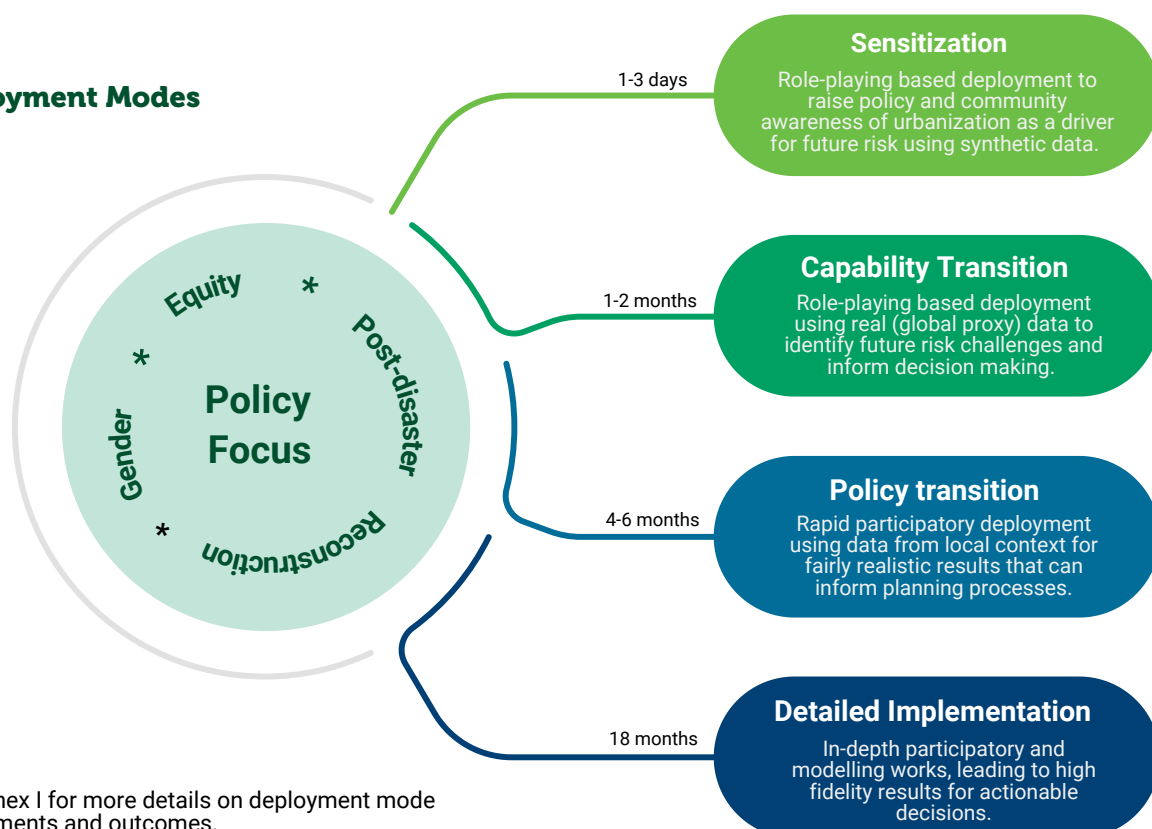 oyment Modes
1-3 days
Sensitization
Role-playing based deployment to
raise policy and community
awareness of urbanization as a driver
for future risk using synthetic data.
1-2 months
Capability Transition
Role-playing based deployment
using real (global proxy) data to
identify future risk challenges and
inform decision making.
4-6 months
Policy transition
Rapid participatory deployment
using data from local context for
fairly realistic results that can
inform planning processes.
18 months
Detailed Implementation
In-depth participatory and
modelling works, leading to high
fidelity results for actionable
decisions.
Policy
Focus
Equity
*
Post-disaster
Reconstruction
*
Gender
*
nex I for more details on deployment mode
ments and outcomes.